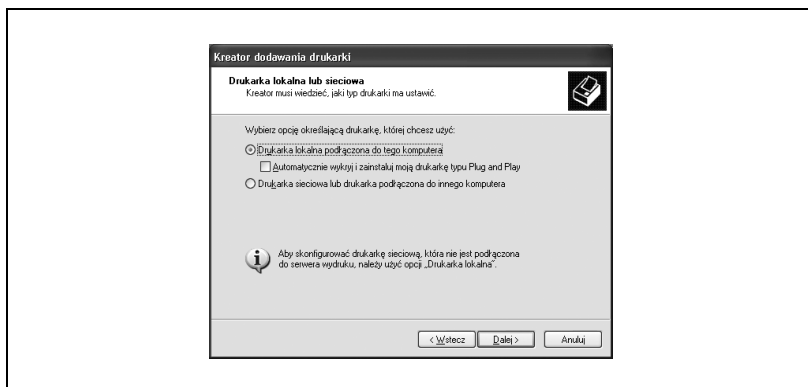 Kreator dodawania drukarki
Drukarka lokalna lub sieciowa
Kreator musi wiedzieć, jaki typ drukarki ma ustawić.
Wybierz opcję określającą drukarkę, której chcesz użyć:
Drukarka lokalna podłączona do tego komputera
Automatycznie wykryj i zainstaluj moją drukarkę typu Plug and Play
Drukarka sieciowa lub drukarka podłączona do innego komputera
Aby skonfigurować drukarkę sieciową, która nie jest podłączona
do serwera wydruku, należy użyć opcji „Drukarka lokalna”.
< Wstecz Dalej > Anuluj